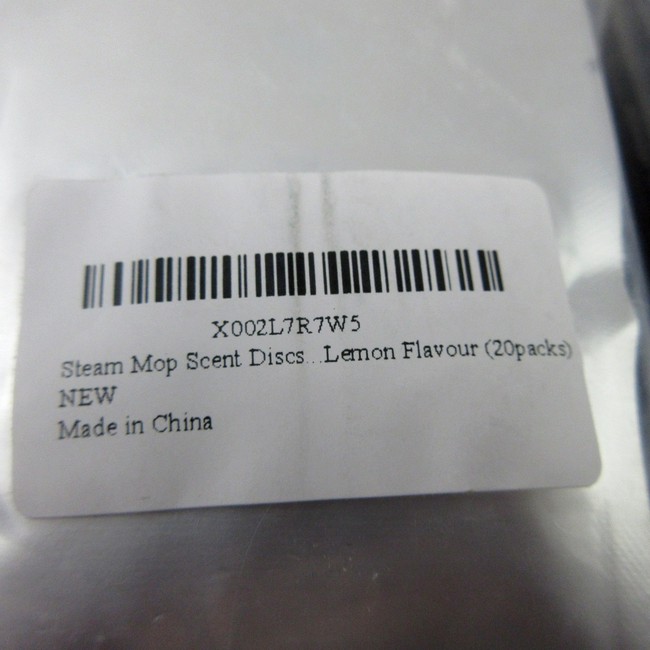 X002L7R7W5
Steam Mop Scent Discs...Lemon Flavour (20packs)
NEW
Made in China